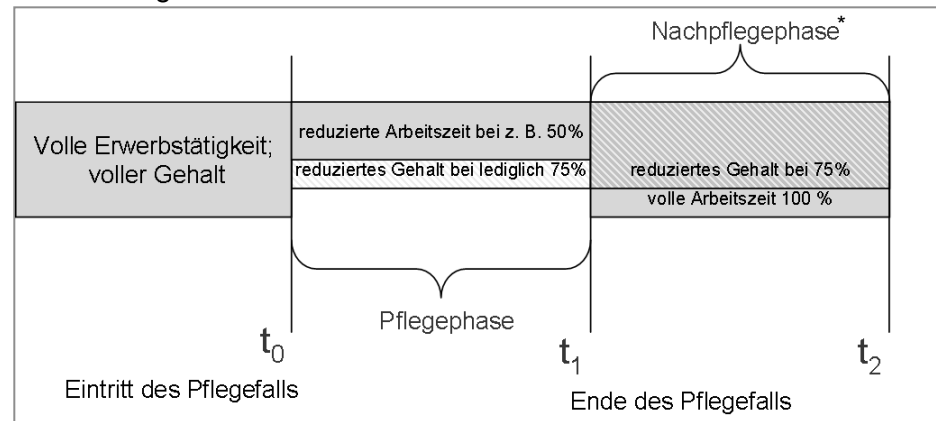 Nachpflegephase*
Volle Erwerbstätigkeit;
voller Gehalt
reduzierte Arbeitszeit bei z. B. 50%
reduziertes Gehalt bei lediglich 75%
reduziertes Gehalt bei 75%
volle Arbeitszeit 100 %
Pflegephase
t0
t1
t2
Eintritt des Pflegefalls
Ende des Pflegefalls